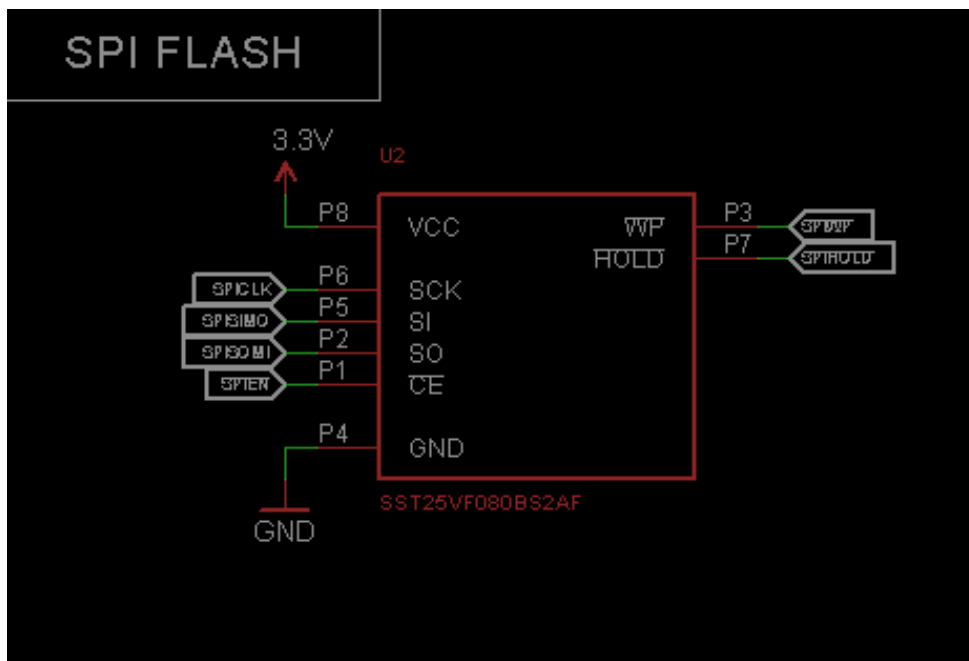 SPI FLASH
3.3V
U2
P8 VCC WP P3 SPIWP
HOLD P7 SPIHOLD
SPICLK P6 SCK
SPISIMO P5 SI
SPISOMI P2 SO
SPIEN P1 CE
P4 GND
SST25VF080BS2AF
GND